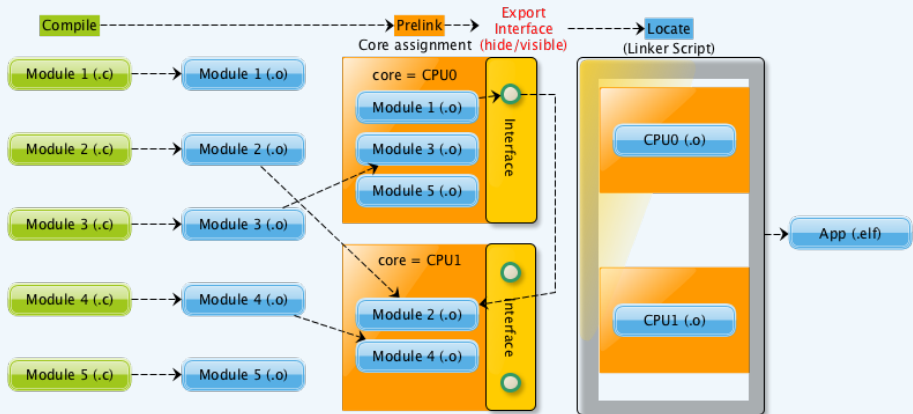 Compile
Prelink
Export
Interface
(hide/visible)
Locate
Core assignment
(Linker Script)
Module 1 (.c)
Module 1 (.o)
Module 2 (.c)
Module 2 (.o)
Module 3 (.c)
Module 3 (.o)
Module 4 (.c)
Module 4 (.o)
Module 5 (.c)
Module 5 (.o)
core = CPU0
Module 1 (.o)
Module 3 (.o)
Module 5 (.o)
Interface
core = CPU1
Module 2 (.o)
Module 4 (.o)
Interface
CPU0 (.o)
CPU1 (.o)
App (.elf)